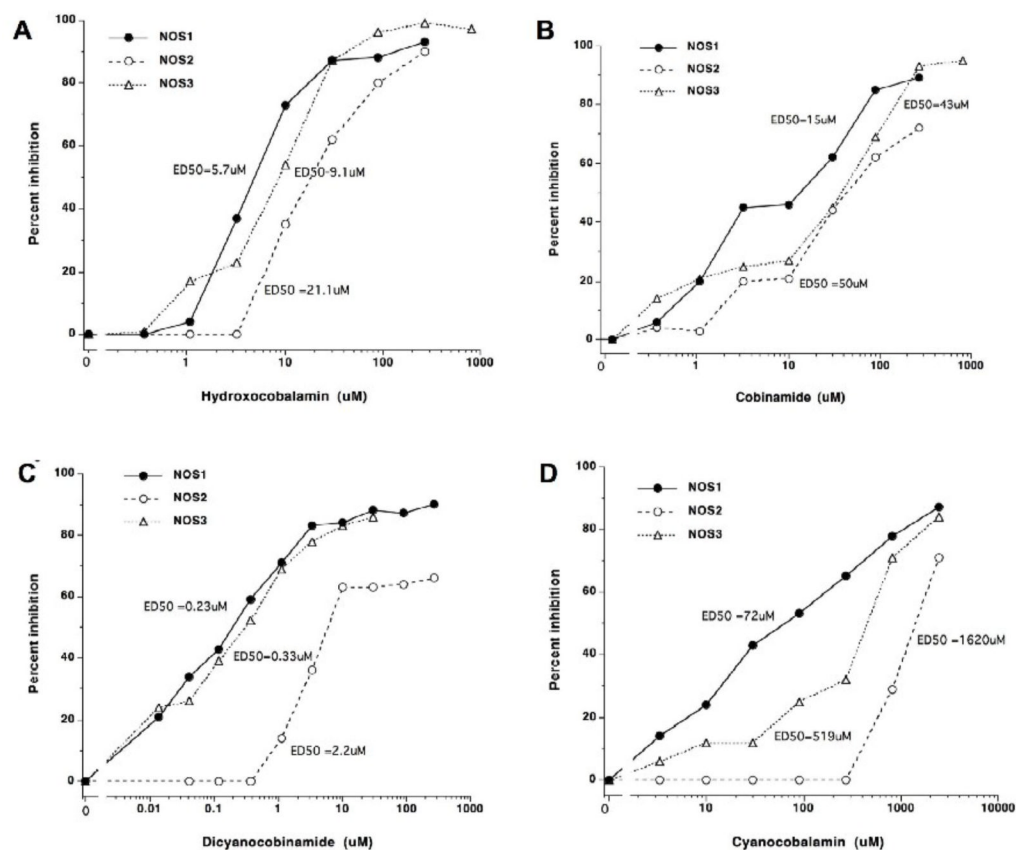 A
100
80
60
40
20
0
Percent inhibition
NOS1
NOS2
NOS3
ED50=5.7uM
ED50-9.1uM
ED50 =21.1uM
0
1
10
100
1000
Hydroxocobalamin (uM)
B
100
80
60
40
20
0
Percent inhibition
NOS1
NOS2
NOS3
ED50=15uM
ED50=43uM
ED50 =50uM
0
1
10
100
1000
Cobinamide (uM)
C
100
80
60
40
20
0
Percent inhibition
NOS1
NOS2
NOS3
ED50 =0.23uM
ED50=0.33uM
ED50 =2.2uM
0
0.01
0.1
1
10
100
Dicyanocobinamide (uM)
D
100
80
60
40
20
0
Percent inhibition
NOS1
NOS2
NOS3
ED50 =72uM
ED50 =1620uM
ED50=519uM
0
10
100
1000
10000
Cyanocobalamin (uM)